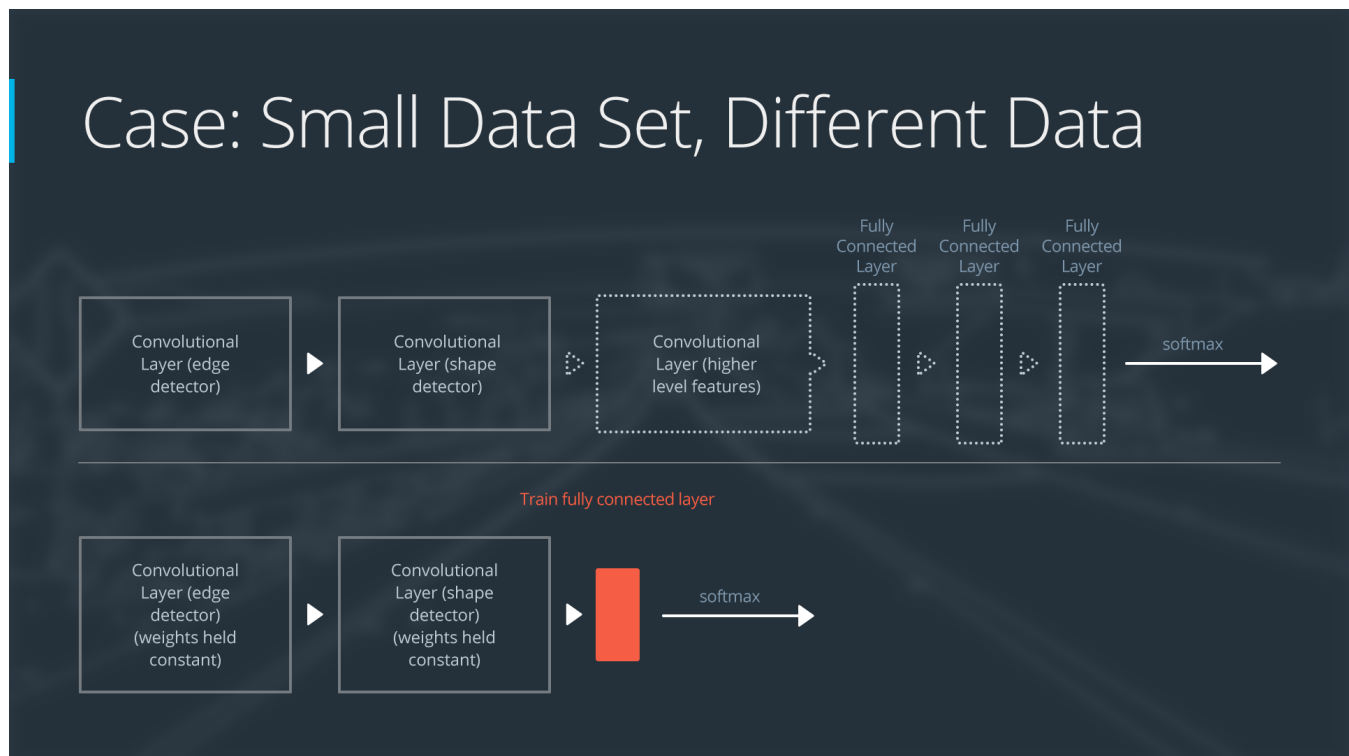 Case: Small Data Set, Different Data
Fully
Connected
Layer
Fully
Connected
Layer
Fully
Connected
Layer
Convolutional
Layer (edge
detector)
Convolutional
Layer (shape
detector)
Convolutional
Layer (higher
level features)
softmax
Train fully connected layer
Convolutional
Layer (edge
detector)
(weights held
constant)
Convolutional
Layer (shape
detector)
(weights held
constant)
softmax